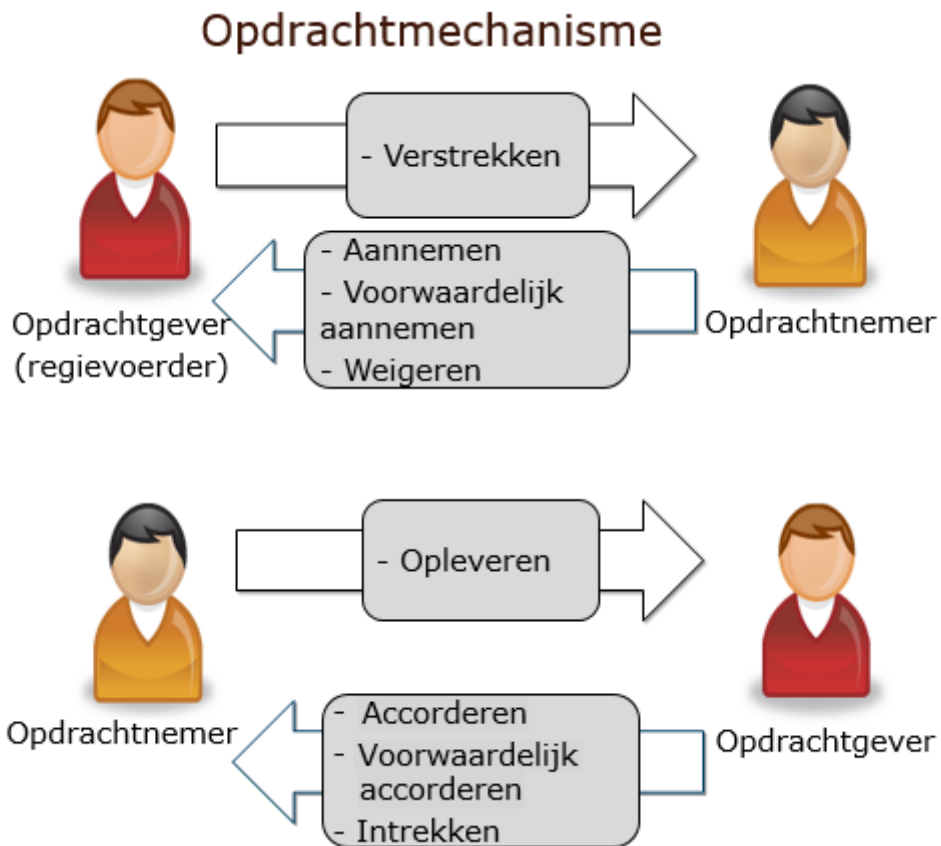 Opdrachtmechanisme
- Verstrekken
- Aannemen
- Voorwaardelijk
aannemen
- Weigeren
Opdrachtgever
(regievoerder)
Opdrachtnemer
- Opleveren
- Accorderen
- Voorwaardelijk
accorderen
- Intrekken
Opdrachtnemer
Opdrachtgever